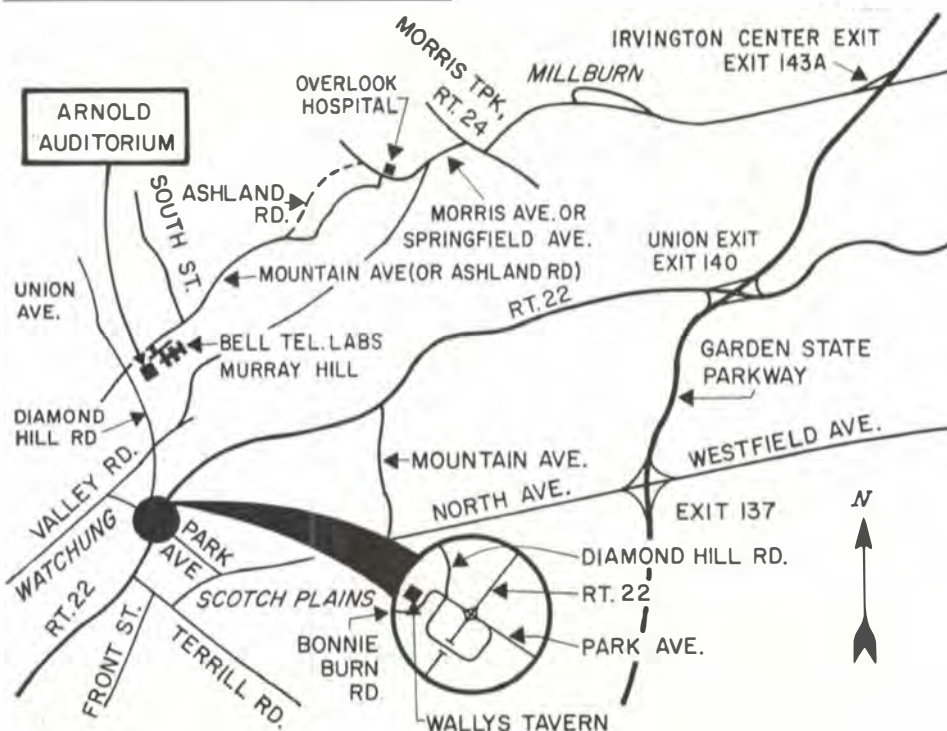 IRVINGTON CENTER EXIT
EXIT 143A
MORRIS TPK,
RT. 24
MILLBURN
OVERLOOK
HOSPITAL
ARNOLD
AUDITORIUM
SOUTH ST.
ASHLAND
RD.
MORRIS AVE. OR
SPRINGFIELD AVE.
UNION EXIT
EXIT 140
MOUNTAIN AVE(OR ASHLAND RD)
UNION
AVE.
RT. 22
BELL TEL. LABS
MURRAY HILL
GARDEN STATE
PARKWAY
DIAMOND
HILL RD
MOUNTAIN AVE.
WESTFIELD AVE.
NORTH AVE.
VALLEY RD.
EXIT 137
N
WATCHUNG
PARK
AVE
DIAMOND HILL RD.
RT. 22
SCOTCH PLAINS
RT. 22
BONNIE
BURN
RD.
PARK AVE.
FRONT ST.
TERRILL RD.
WALLYS TAVERN